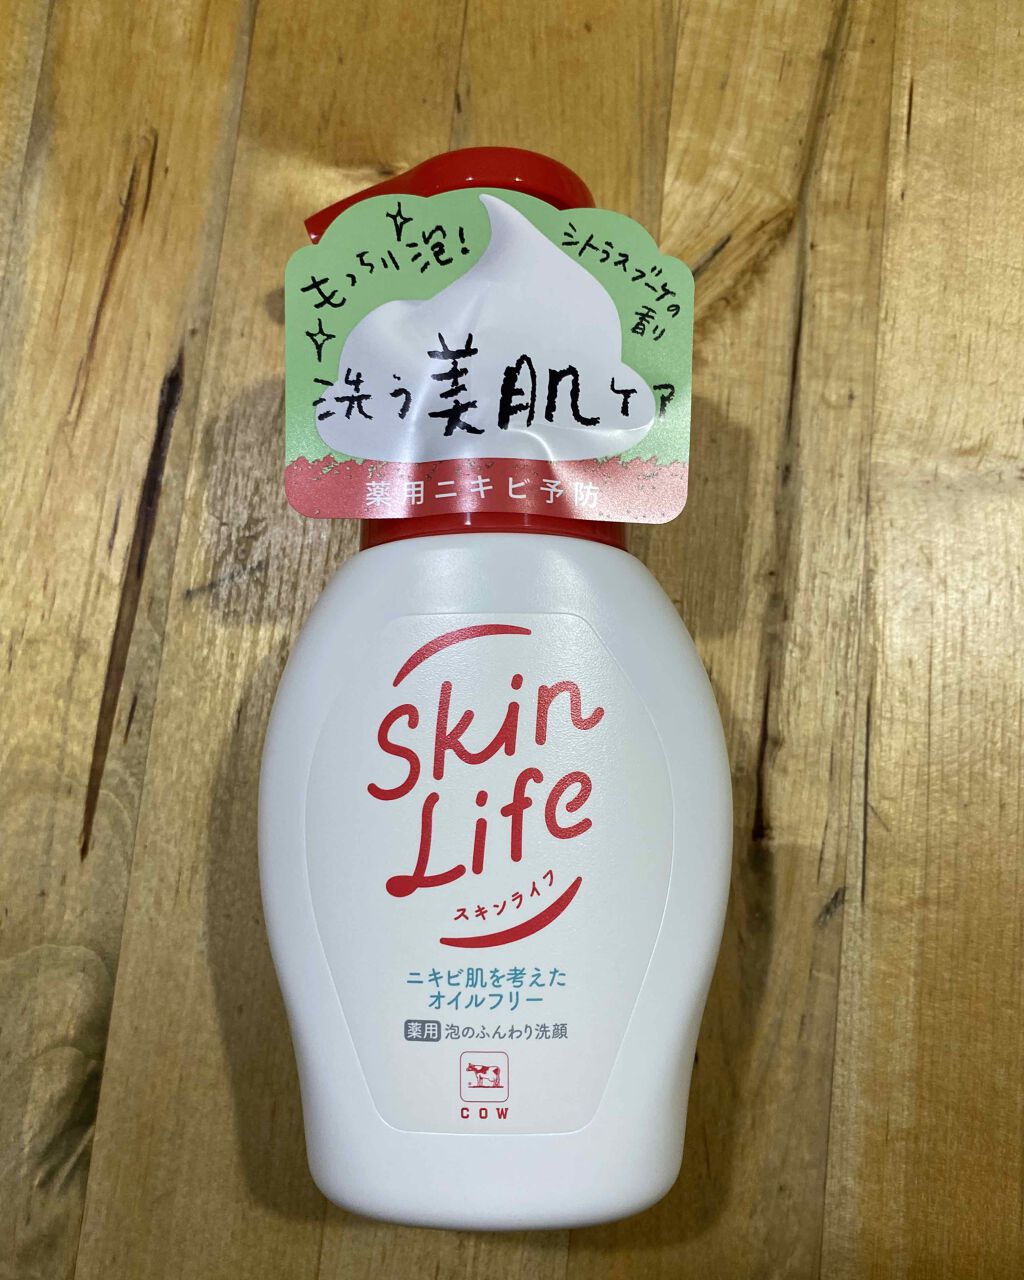 もっちり泡!
シトラスブーケの
香り
洗う美肌ケア
薬用ニキビ予防
Skin
Life
スキンライフ
ニキビ肌を考えた
オイルフリー
薬用 泡のふんわり洗顔
COW